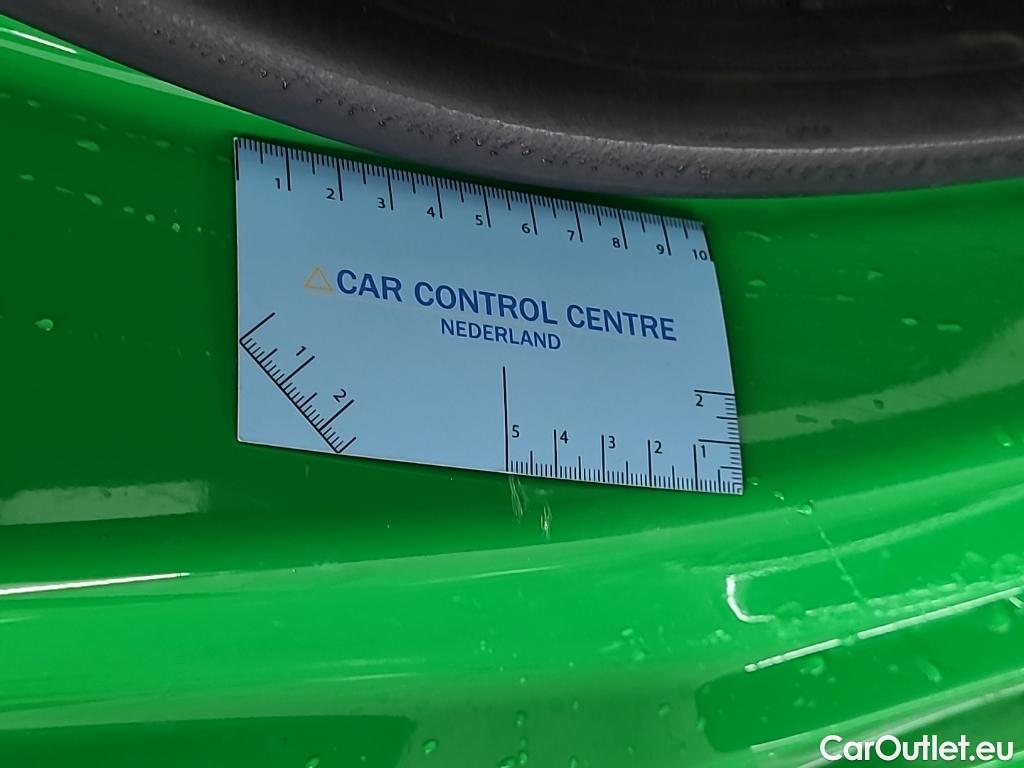 1 2 3 4 5 6 7 8 9 10
CAR CONTROL CENTRE
NEDERLAND
1 2
2
5 4 3 2 1
CarOutlet.eu